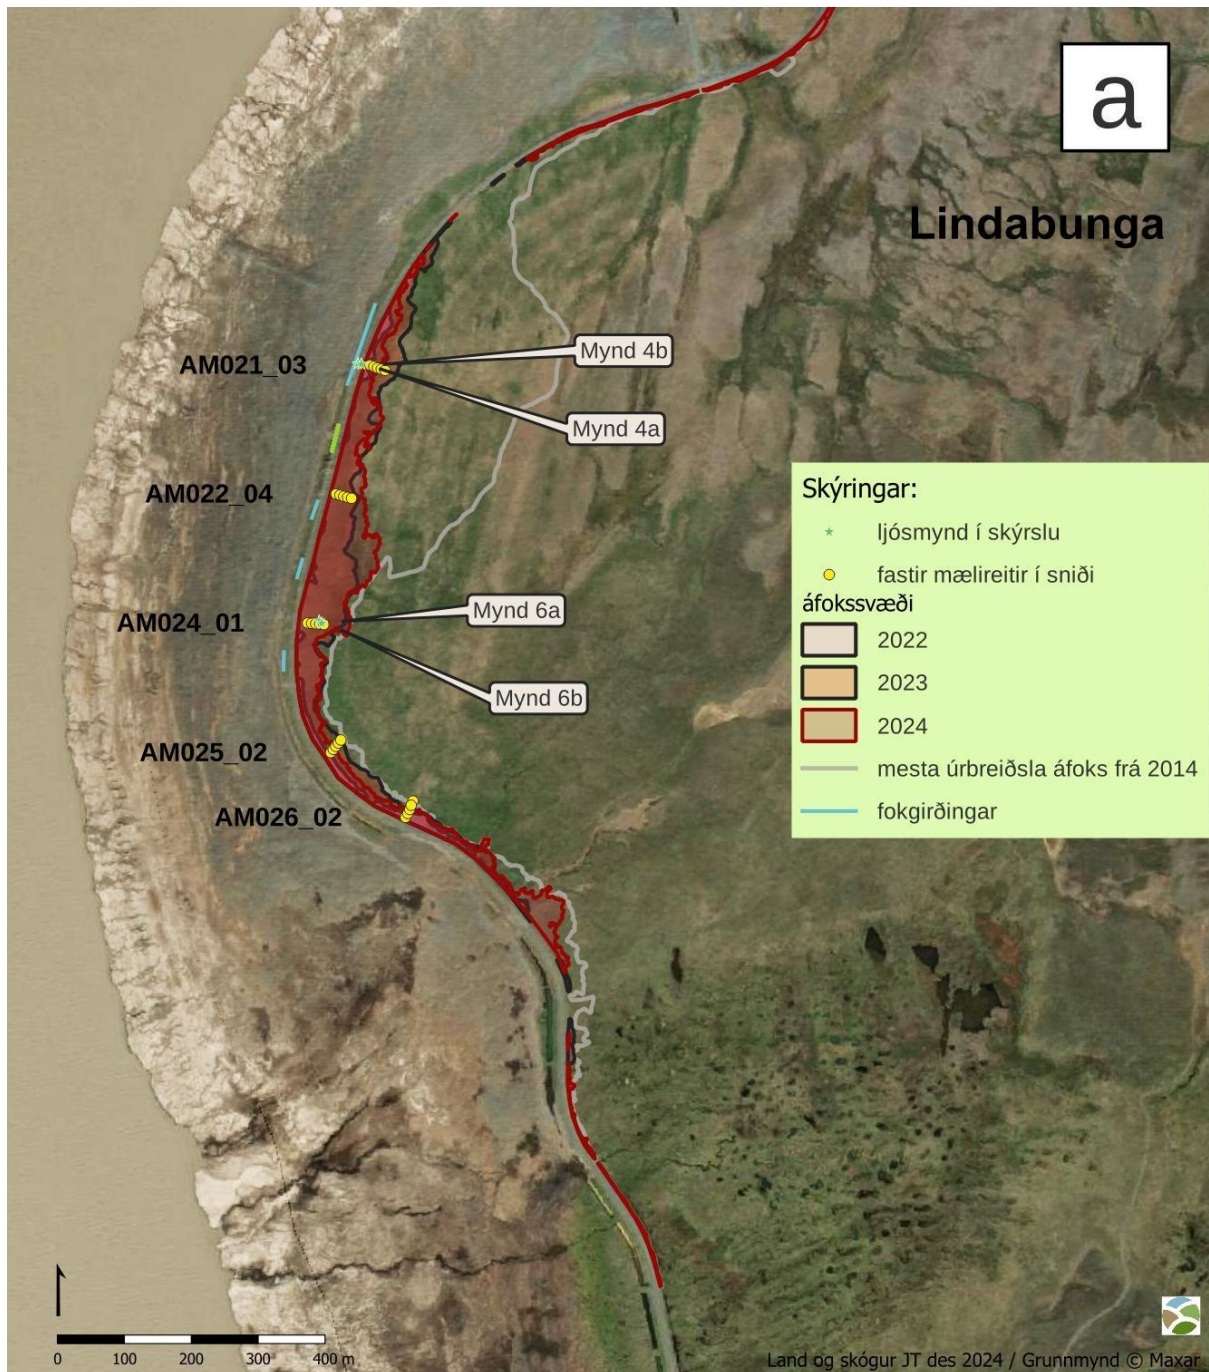 a
Lindabunga
Mynd 4b
AM021_03
Mynd 4a
Skýringar:
AM022_04
ljósmynd í skýrslu
fastir mælireitir í sniði
áfokssvæði
Mynd 6a
AM024_01
2022
2023
Mynd 6b
2024
AM025_02
mesta úrbreiðsla áfoks frá 2014
AM026_02
fokgirðingar
0 100 200 300 400 m
Land og skógur JT des 2024 / Grunnmynd © Maxar